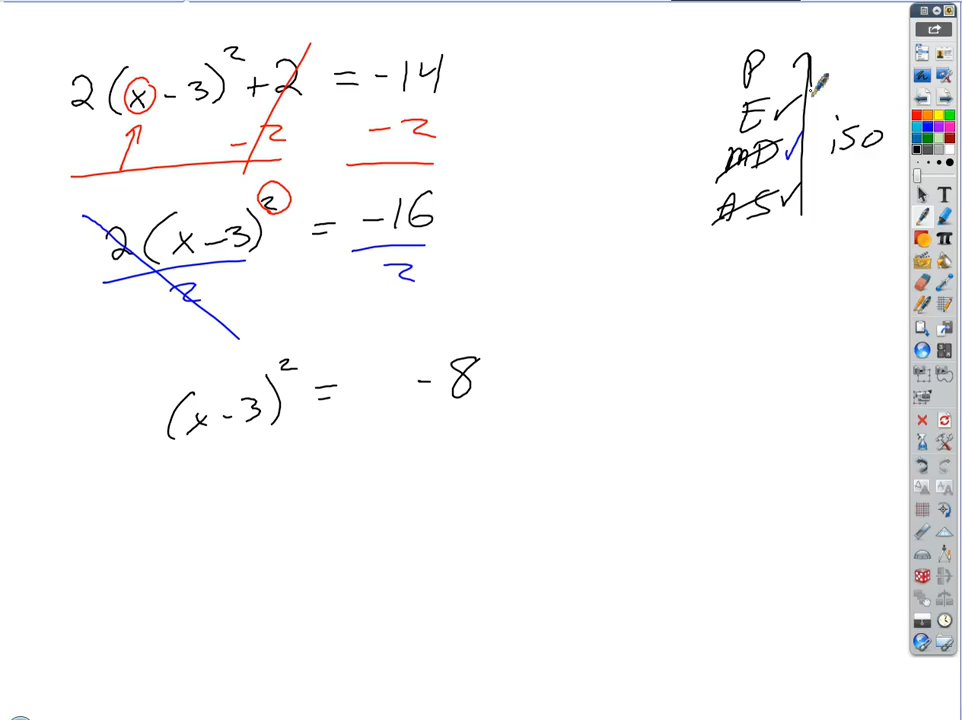 2(x-3)²+2 = -14
-2 -2
2(x-3)² = -16
2 2
(x-3)² = -8
P
E✓
MD✓
AS✓
iso
T
π